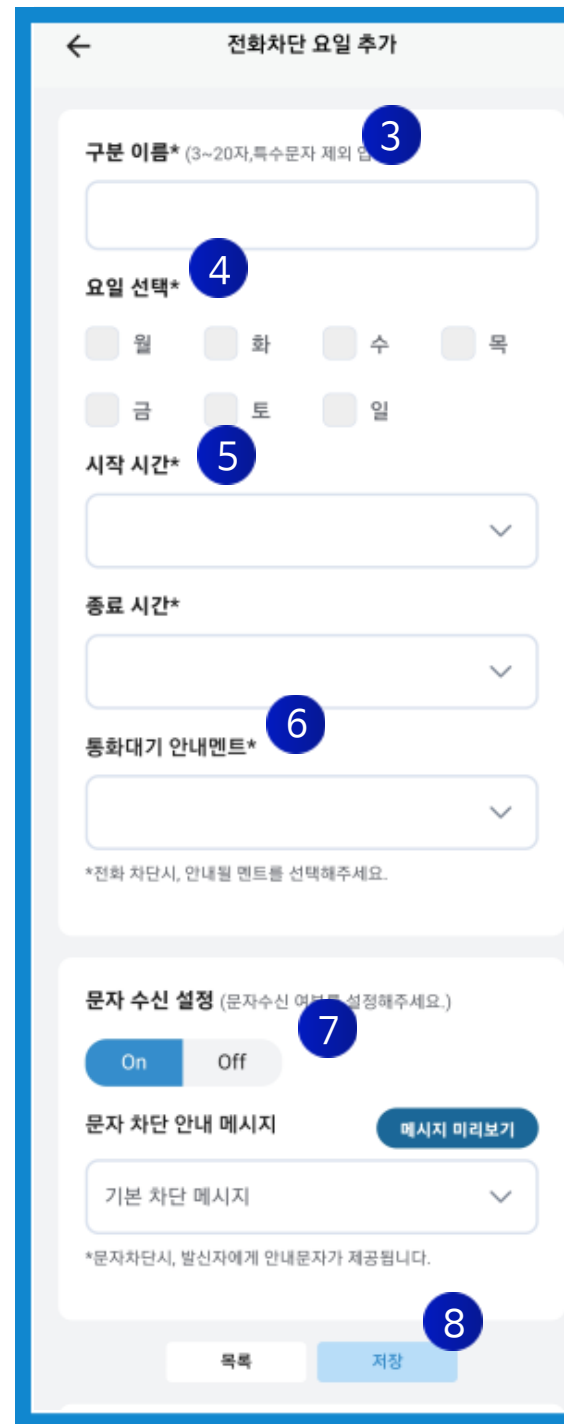 전화차단 요일 추가
3
구분 이름* (3~20자,특수문자 제외
4
요일 선택*
월 화 수 목
금 토 일
5
시작 시간*
종료 시간*
6
통화대기 안내멘트*
*전화 차단시, 안내될 멘트를 선택해주세요.
문자 수신 설정 (문자수신 여부를 설정해주세요.)
7
On Off
문자 차단 안내 메시지 메시지 미리보기
기본 차단 메시지
*문자차단시, 발신자에게 안내문자가 제공됩니다.
8
목록 저장